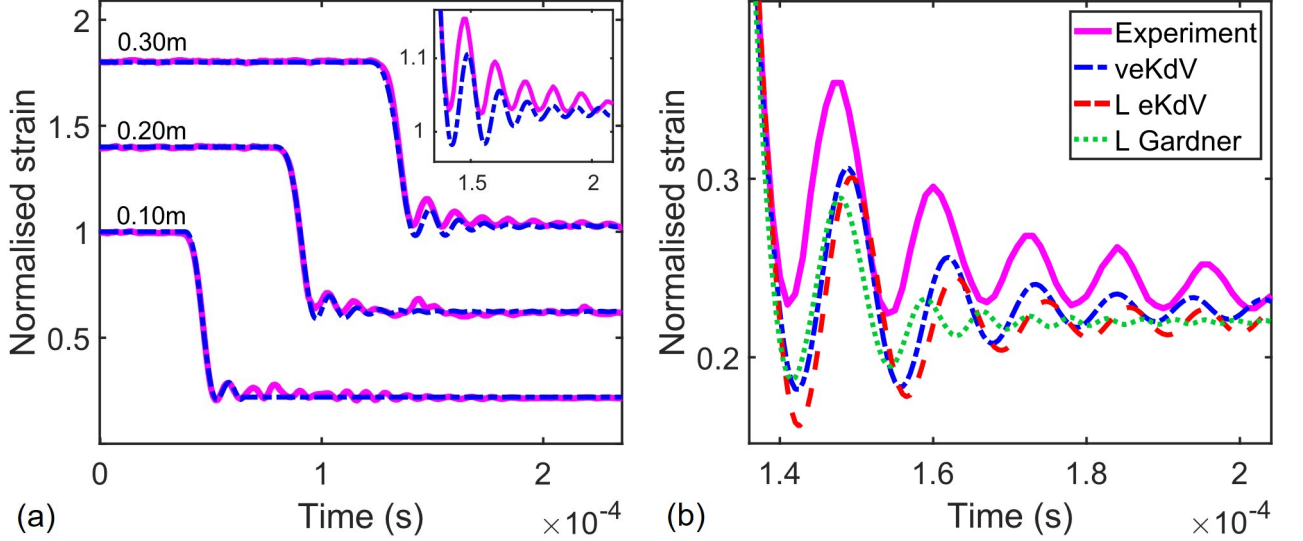 2
1.5
1
0.5
Normalised strain
0.30m
0.20m
0.10m
1.1
1
1.5
2
0
1
2
Time (s)
×10⁻⁴
(a)
Experiment
veKdV
L eKdV
L Gardner
0.3
0.2
Normalised strain
1.4
1.6
1.8
2
Time (s)
×10⁻⁴
(b)